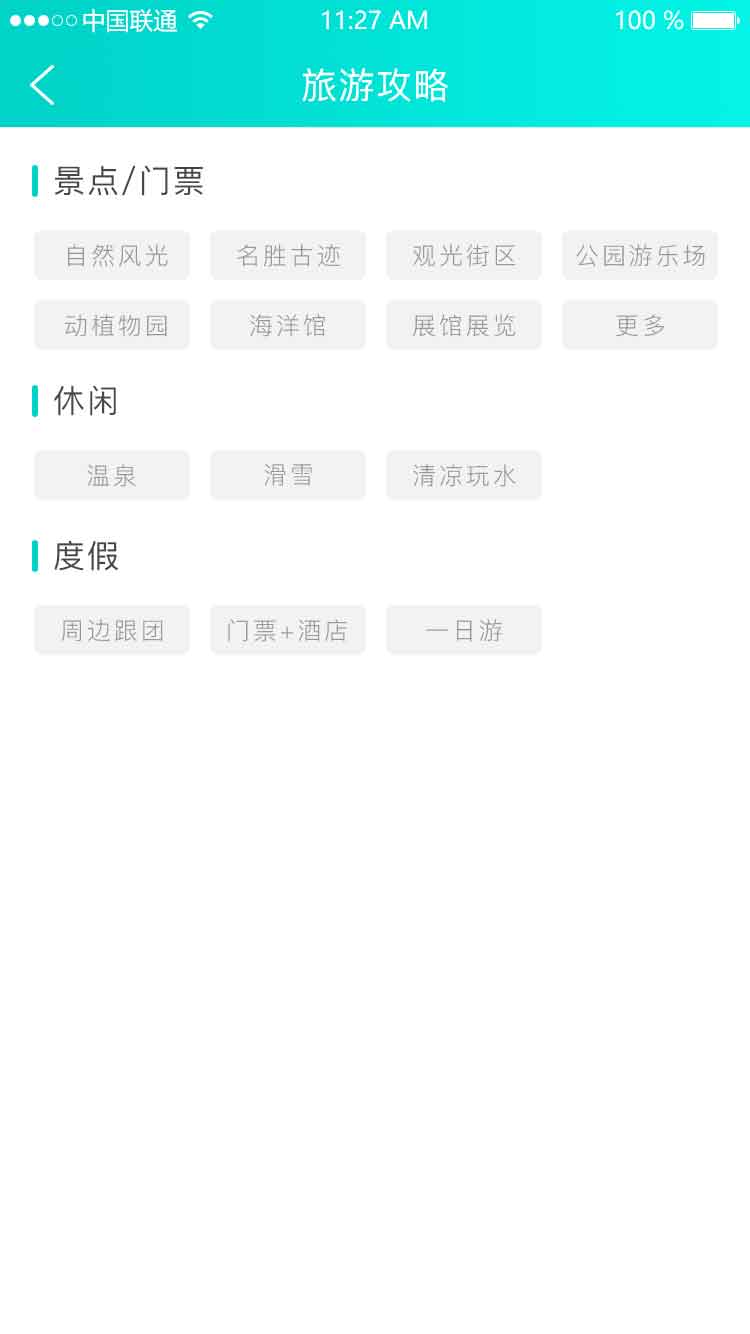 中国联通 11:27 AM 100 %
旅游攻略
景点/门票
自然风光 名胜古迹 观光街区 公园游乐场
动植物园 海洋馆 展馆展览 更多
休闲
温泉 滑雪 清凉玩水
度假
周边跟团 门票+酒店 一日游